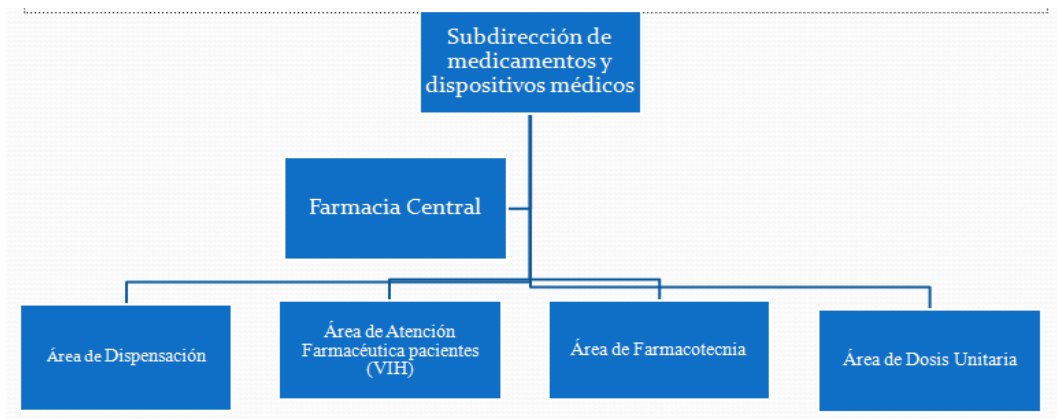 Subdirección de
medicamentos y
dispositivos médicos
Farmacia Central
Área de Dispensación
Área de Atención
Farmacéutica pacientes
(VIH)
Área de Farmacotecnia
Área de Dosis Unitaria